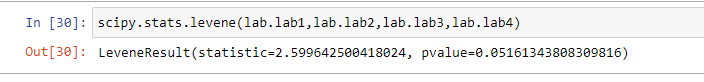 In [30]: scipy.stats.levene(lab.lab1,lab.lab2,lab.lab3,lab.lab4)
Out[30]: LeveneResult(statistic=2.599642500418024, pvalue=0.05161343808309816)